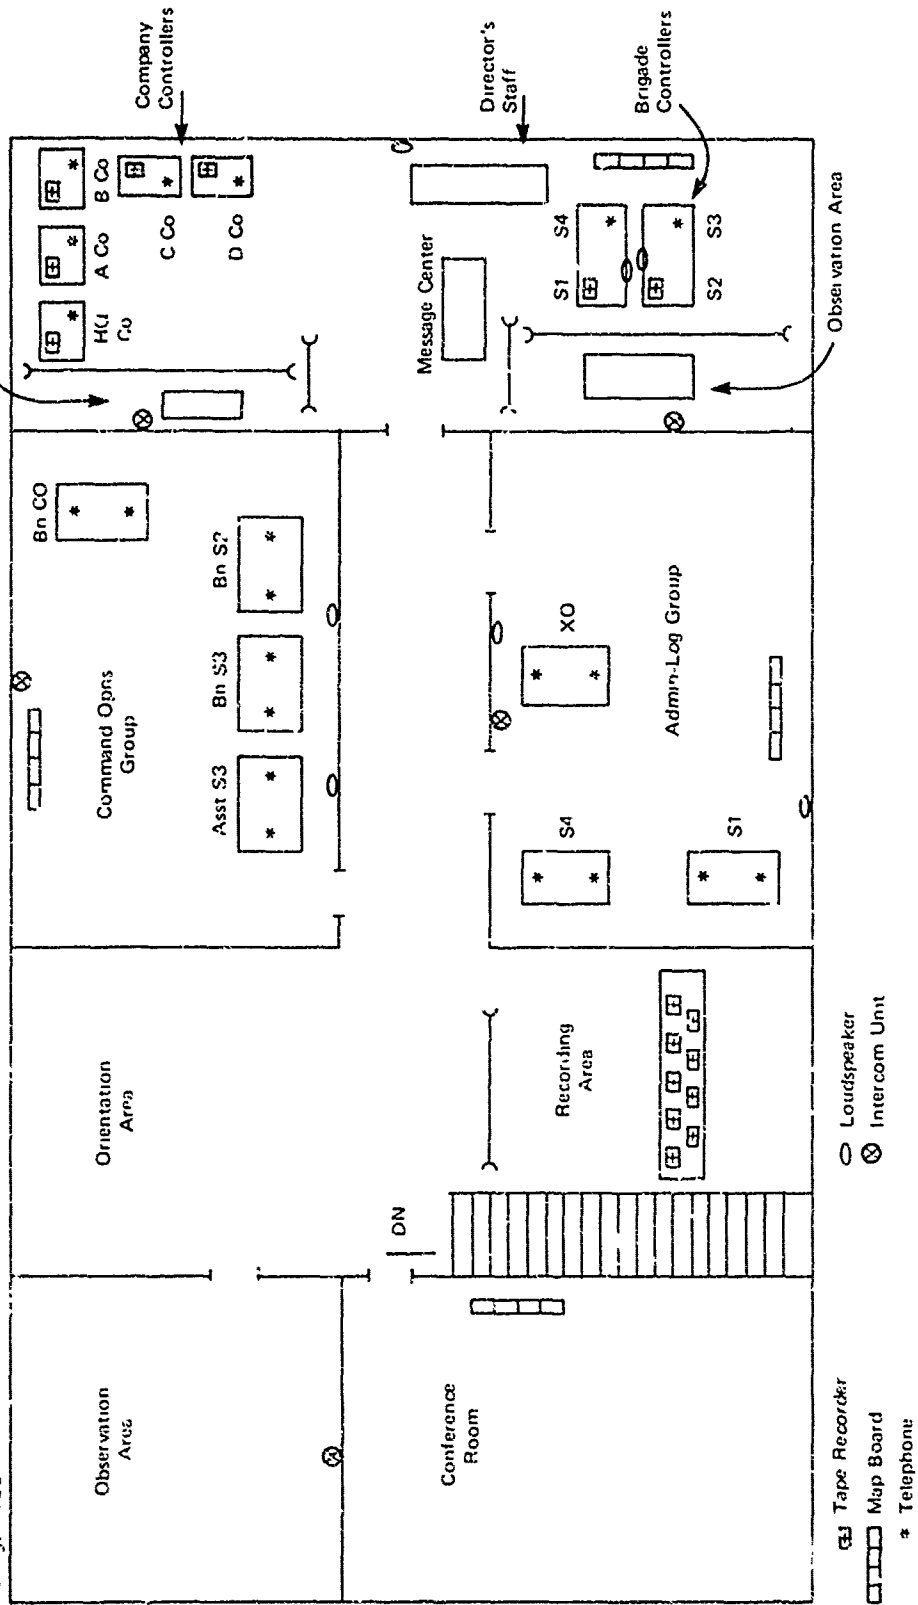 Company
Controllers
Director's
Staff
Brigade
Controllers
B Co
A Co
HQ
Co
C Co
D Co
Message Center
S4
S1
S3
S2
Observation Area
Bn CO
Bn S2
Bn S3
Asst S3
Command Opns
Group
XO
Admin-Log Group
S4
S1
Orientation
Area
Recording
Area
DN
Observation
Area
Conference
Room
Tape Recorder
Map Board
Telephone
Loudspeaker
Intercom Unit